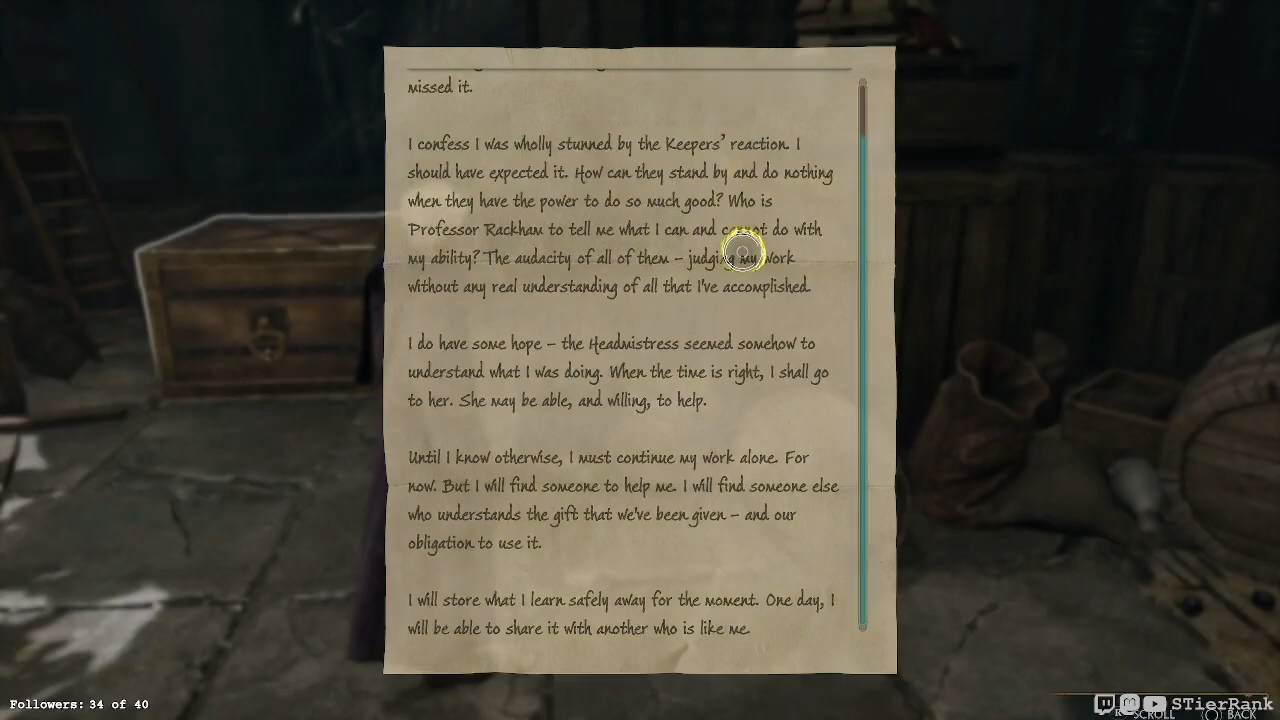 missed it.
I confess I was wholly stunned by the Keepers' reaction. I
should have expected it. How can they stand by and do nothing
when they have the power to do so much good? Who is
Professor Rackham to tell me what I can and cannot do with
my ability? The audacity of all of them – judging my work
without any real understanding of all that I've accomplished.
I do have some hope – the Headmistress seemed somehow to
understand what I was doing. When the time is right, I shall go
to her. She may be able, and willing, to help.
Until I know otherwise, I must continue my work alone. For
now. But I will find someone to help me. I will find someone else
who understands the gift that we've been given – and our
obligation to use it.
I will store what I learn safely away for the moment. One day, I
will be able to share it with another who is like me.
Followers: 34 of 40
STierRank
SCROLL BACK